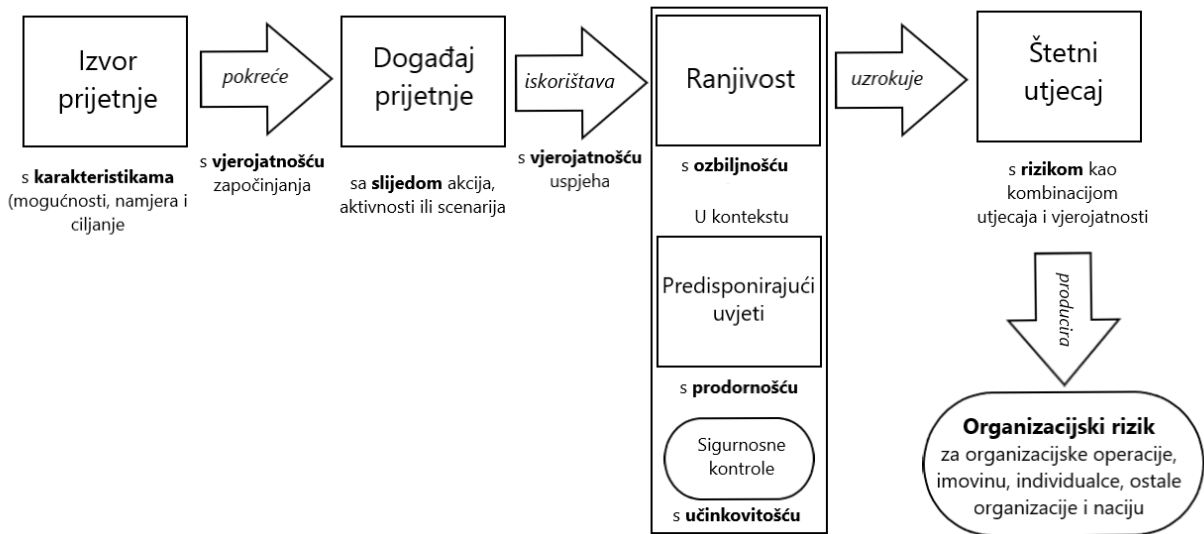 Izvor
prijetnje
s karakteristikama
(mogućnosti, namjera i
ciljanje
pokreće
s vjerojatnošću
započinjanja
Događaj
prijetnje
sa slijedom akcija,
aktivnosti ili scenarija
iskorištava
s vjerojatnošću
uspjeha
Ranjivost
s ozbiljnošću
U kontekstu
Predisponirajući
uvjeti
s prodornošću
Sigurnosne
kontrole
s učinkovitošću
uzrokuje
Štetni
utjecaj
s rizikom kao
kombinacijom
utjecaja i vjerojatnosti
producira
Organizacijski rizik
za organizacijske operacije,
imovinu, individualce, ostale
organizacije i naciju